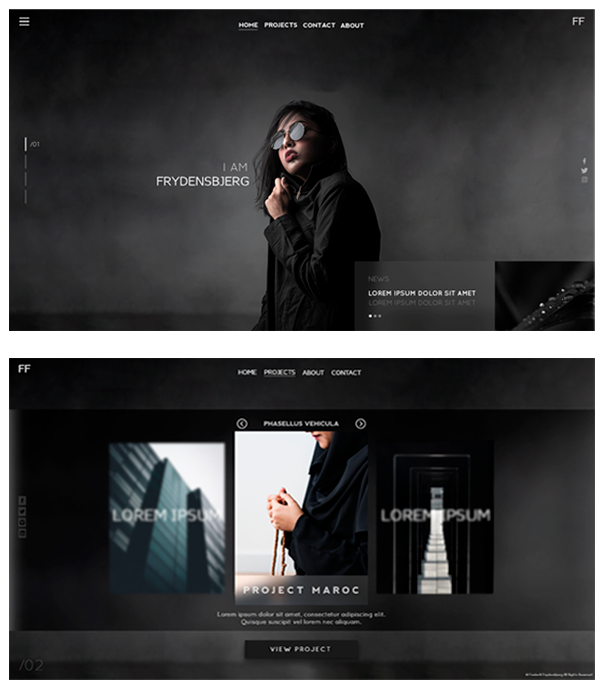 HOME PROJECTS CONTACT ABOUT
FF
/01
I AM
FRYDENSBJERG
NEWS
LOREM IPSUM DOLOR SIT AMET
LOREM IPSUM DOLOR SIT AMET
FF
HOME PROJECTS ABOUT CONTACT
PHASELLUS VEHICULA
LOREM IPSUM
LOREM IPSUM
PROJECT MAROC
Lorem ipsum dolor sit amet, consectetur adipiscing elit.
Quisque suscipit vel lorem nec aliquam.
VIEW PROJECT
/02